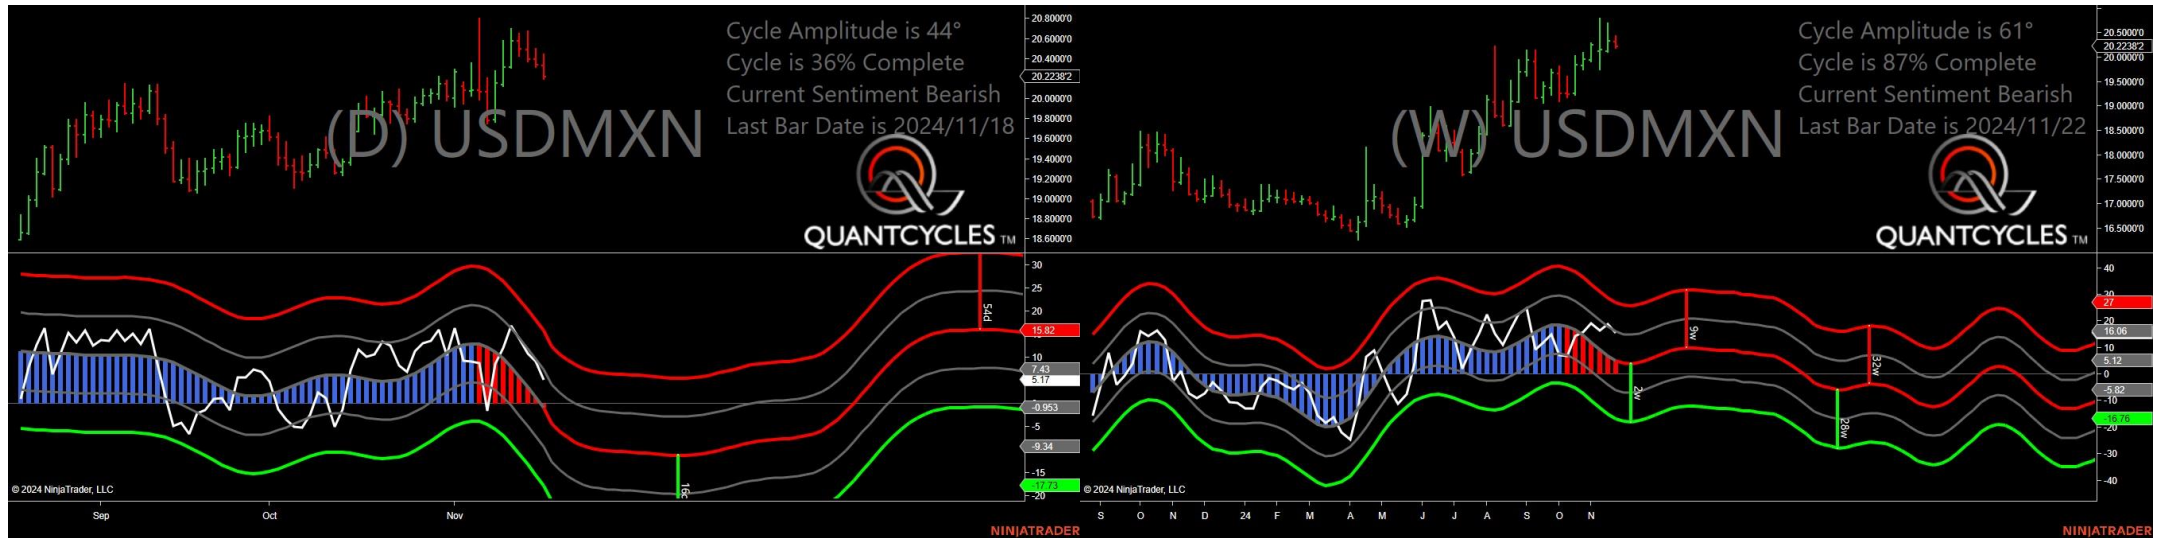 Cycle Amplitude is 44°
Cycle is 36% Complete
Current Sentiment Bearish
Last Bar Date is 2024/11/18
(D) USDMXN
QUANTCYCLES TM
20.8000'0
20.6000'0
20.4000'0
20.2238'2
20.0000'0
19.8000'0
19.6000'0
19.4000'0
19.2000'0
19.0000'0
18.8000'0
18.6000'0
54d
30
25
20
15.82
10
7.43
5.17
-0.953
-5
-9.34
-15
-17.73
-20
© 2024 NinjaTrader, LLC
Sep
Oct
Nov
NINJATRADER
Cycle Amplitude is 61°
Cycle is 87% Complete
Current Sentiment Bearish
Last Bar Date is 2024/11/22
(W) USDMXN
QUANTCYCLES TM
20.5000'0
20.2238'2
20.0000'0
19.5000'0
19.0000'0
18.5000'0
18.0000'0
17.5000'0
17.0000'0
16.5000'0
9w
2w
32w
28w
40
30
27
20
16.06
10
5.12
0
-5.82
-10
-16.76
-20
-30
-40
© 2024 NinjaTrader, LLC
S O N D 24 F M A M J J A S O N
NINJATRADER